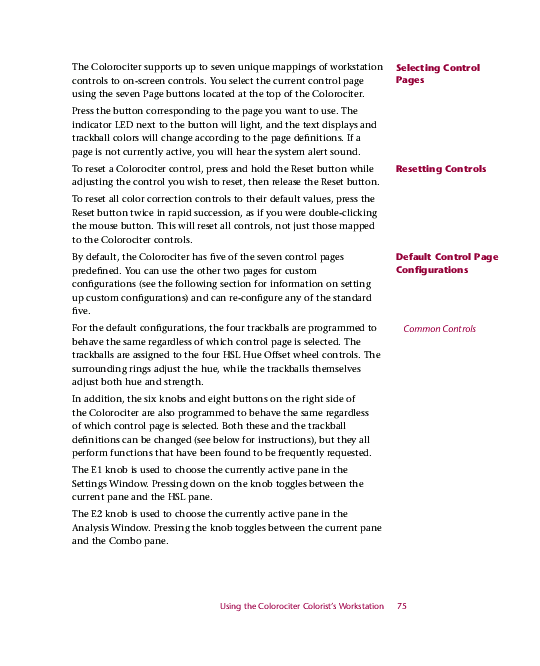 The Colorociter supports up to seven unique mappings of workstation
controls to on-screen controls. You select the current control page
using the seven Page buttons located at the top of the Colorociter.
Selecting Control
Pages
Press the button corresponding to the page you want to use. The
indicator LED next to the button will light, and the text displays and
trackball colors will change according to the page definitions. If a
page is not currently active, you will hear the system alert sound.
To reset a Colorociter control, press and hold the Reset button while
adjusting the control you wish to reset, then release the Reset button.
Resetting Controls
To reset all color correction controls to their default values, press the
Reset button twice in rapid succession, as if you were double-clicking
the mouse button. This will reset all controls, not just those mapped
to the Colorociter controls.
By default, the Colorociter has five of the seven control pages
predefined. You can use the other two pages for custom
configurations (see the following section for information on setting
up custom configurations) and can re-configure any of the standard
five.
Default Control Page
Configurations
For the default configurations, the four trackballs are programmed to
behave the same regardless of which control page is selected. The
trackballs are assigned to the four HSL Hue Offset wheel controls. The
surrounding rings adjust the hue, while the trackballs themselves
adjust both hue and strength.
Common Controls
In addition, the six knobs and eight buttons on the right side of
the Colorociter are also programmed to behave the same regardless
of which control page is selected. Both these and the trackball
definitions can be changed (see below for instructions), but they all
perform functions that have been found to be frequently requested.
The E1 knob is used to choose the currently active pane in the
Settings Window. Pressing down on the knob toggles between the
current pane and the HSL pane.
The E2 knob is used to choose the currently active pane in the
Analysis Window. Pressing the knob toggles between the current pane
and the Combo pane.
Using the Colorociter Colorist's Workstation 75